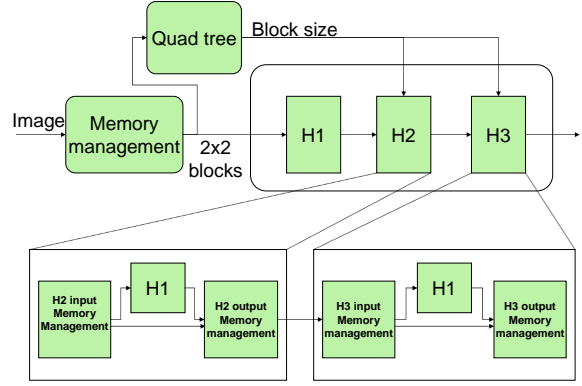 Quad tree
Block size
Image
Memory
management
2x2
blocks
H1
H2
H3
H2 input
Memory
Management
H1
H2 output
Memory
management
H3 input
Memory
management
H1
H3 output
Memory
management